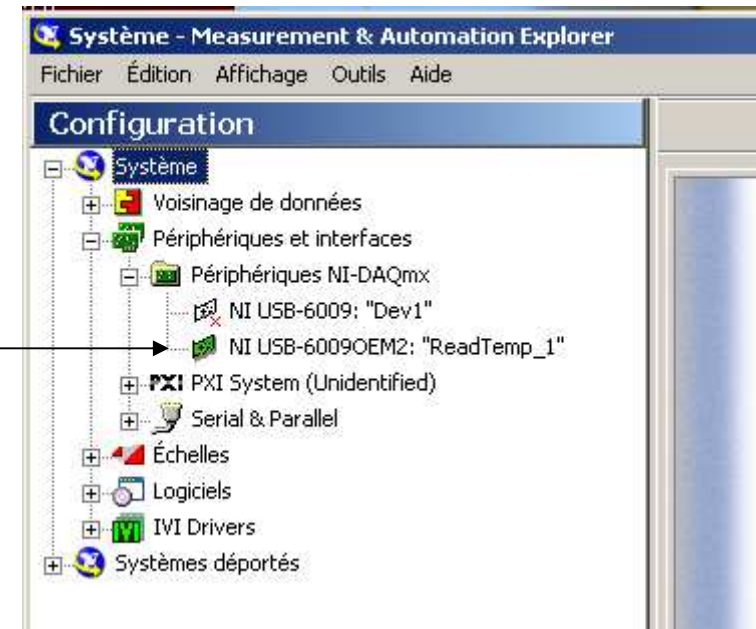 Système - Measurement & Automation Explorer
Fichier Édition Affichage Outils Aide
Configuration
Système
Voisinage de données
Périphériques et interfaces
Périphériques NI-DAQmx
NI USB-6009: "Dev1"
NI USB-6009OEM2: "ReadTemp_1"
PXI PXI System (Unidentified)
Serial & Parallel
Échelles
Logiciels
IVI Drivers
Systèmes déportés